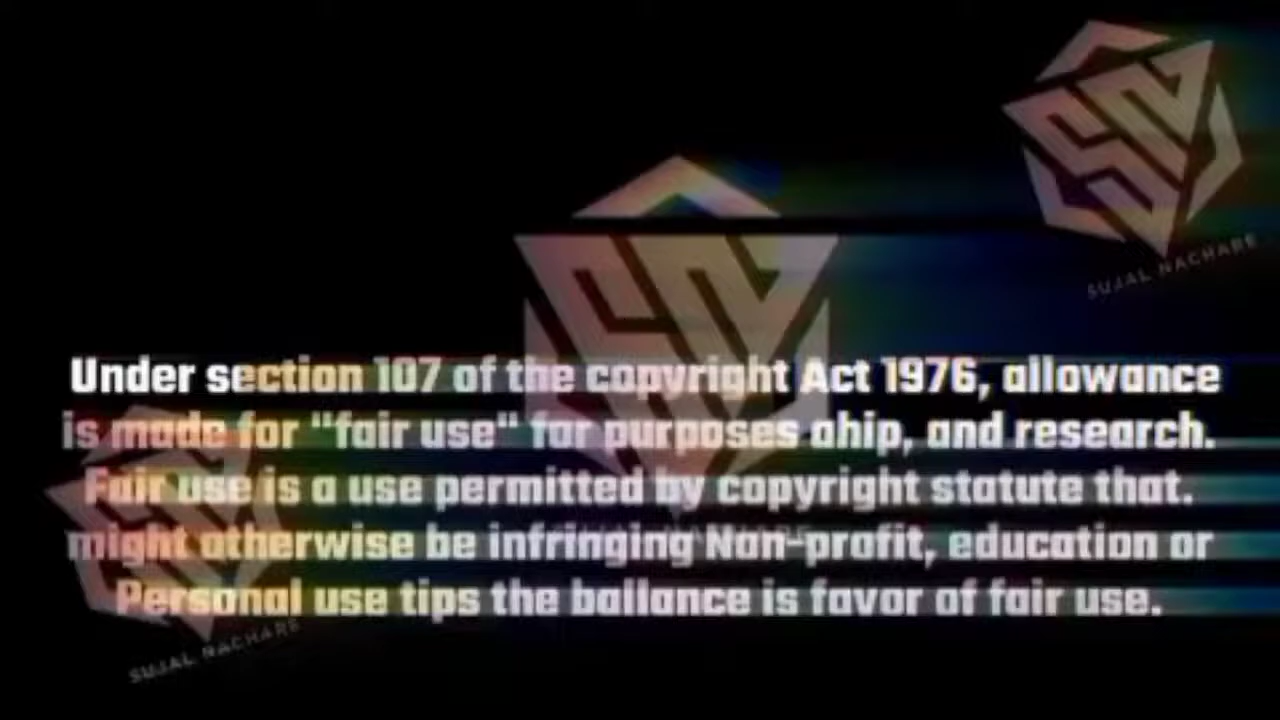 SUJAL NACHARE
Under section 107 of the copyright Act 1976, allowance
is made for "fair use" for purposes ahip, and research.
Fair use is a use permitted by copyright statute that.
might otherwise be infringing Non-profit, education or
Personal use tips the ballance is favor of fair use.
SUJAL NACHARE